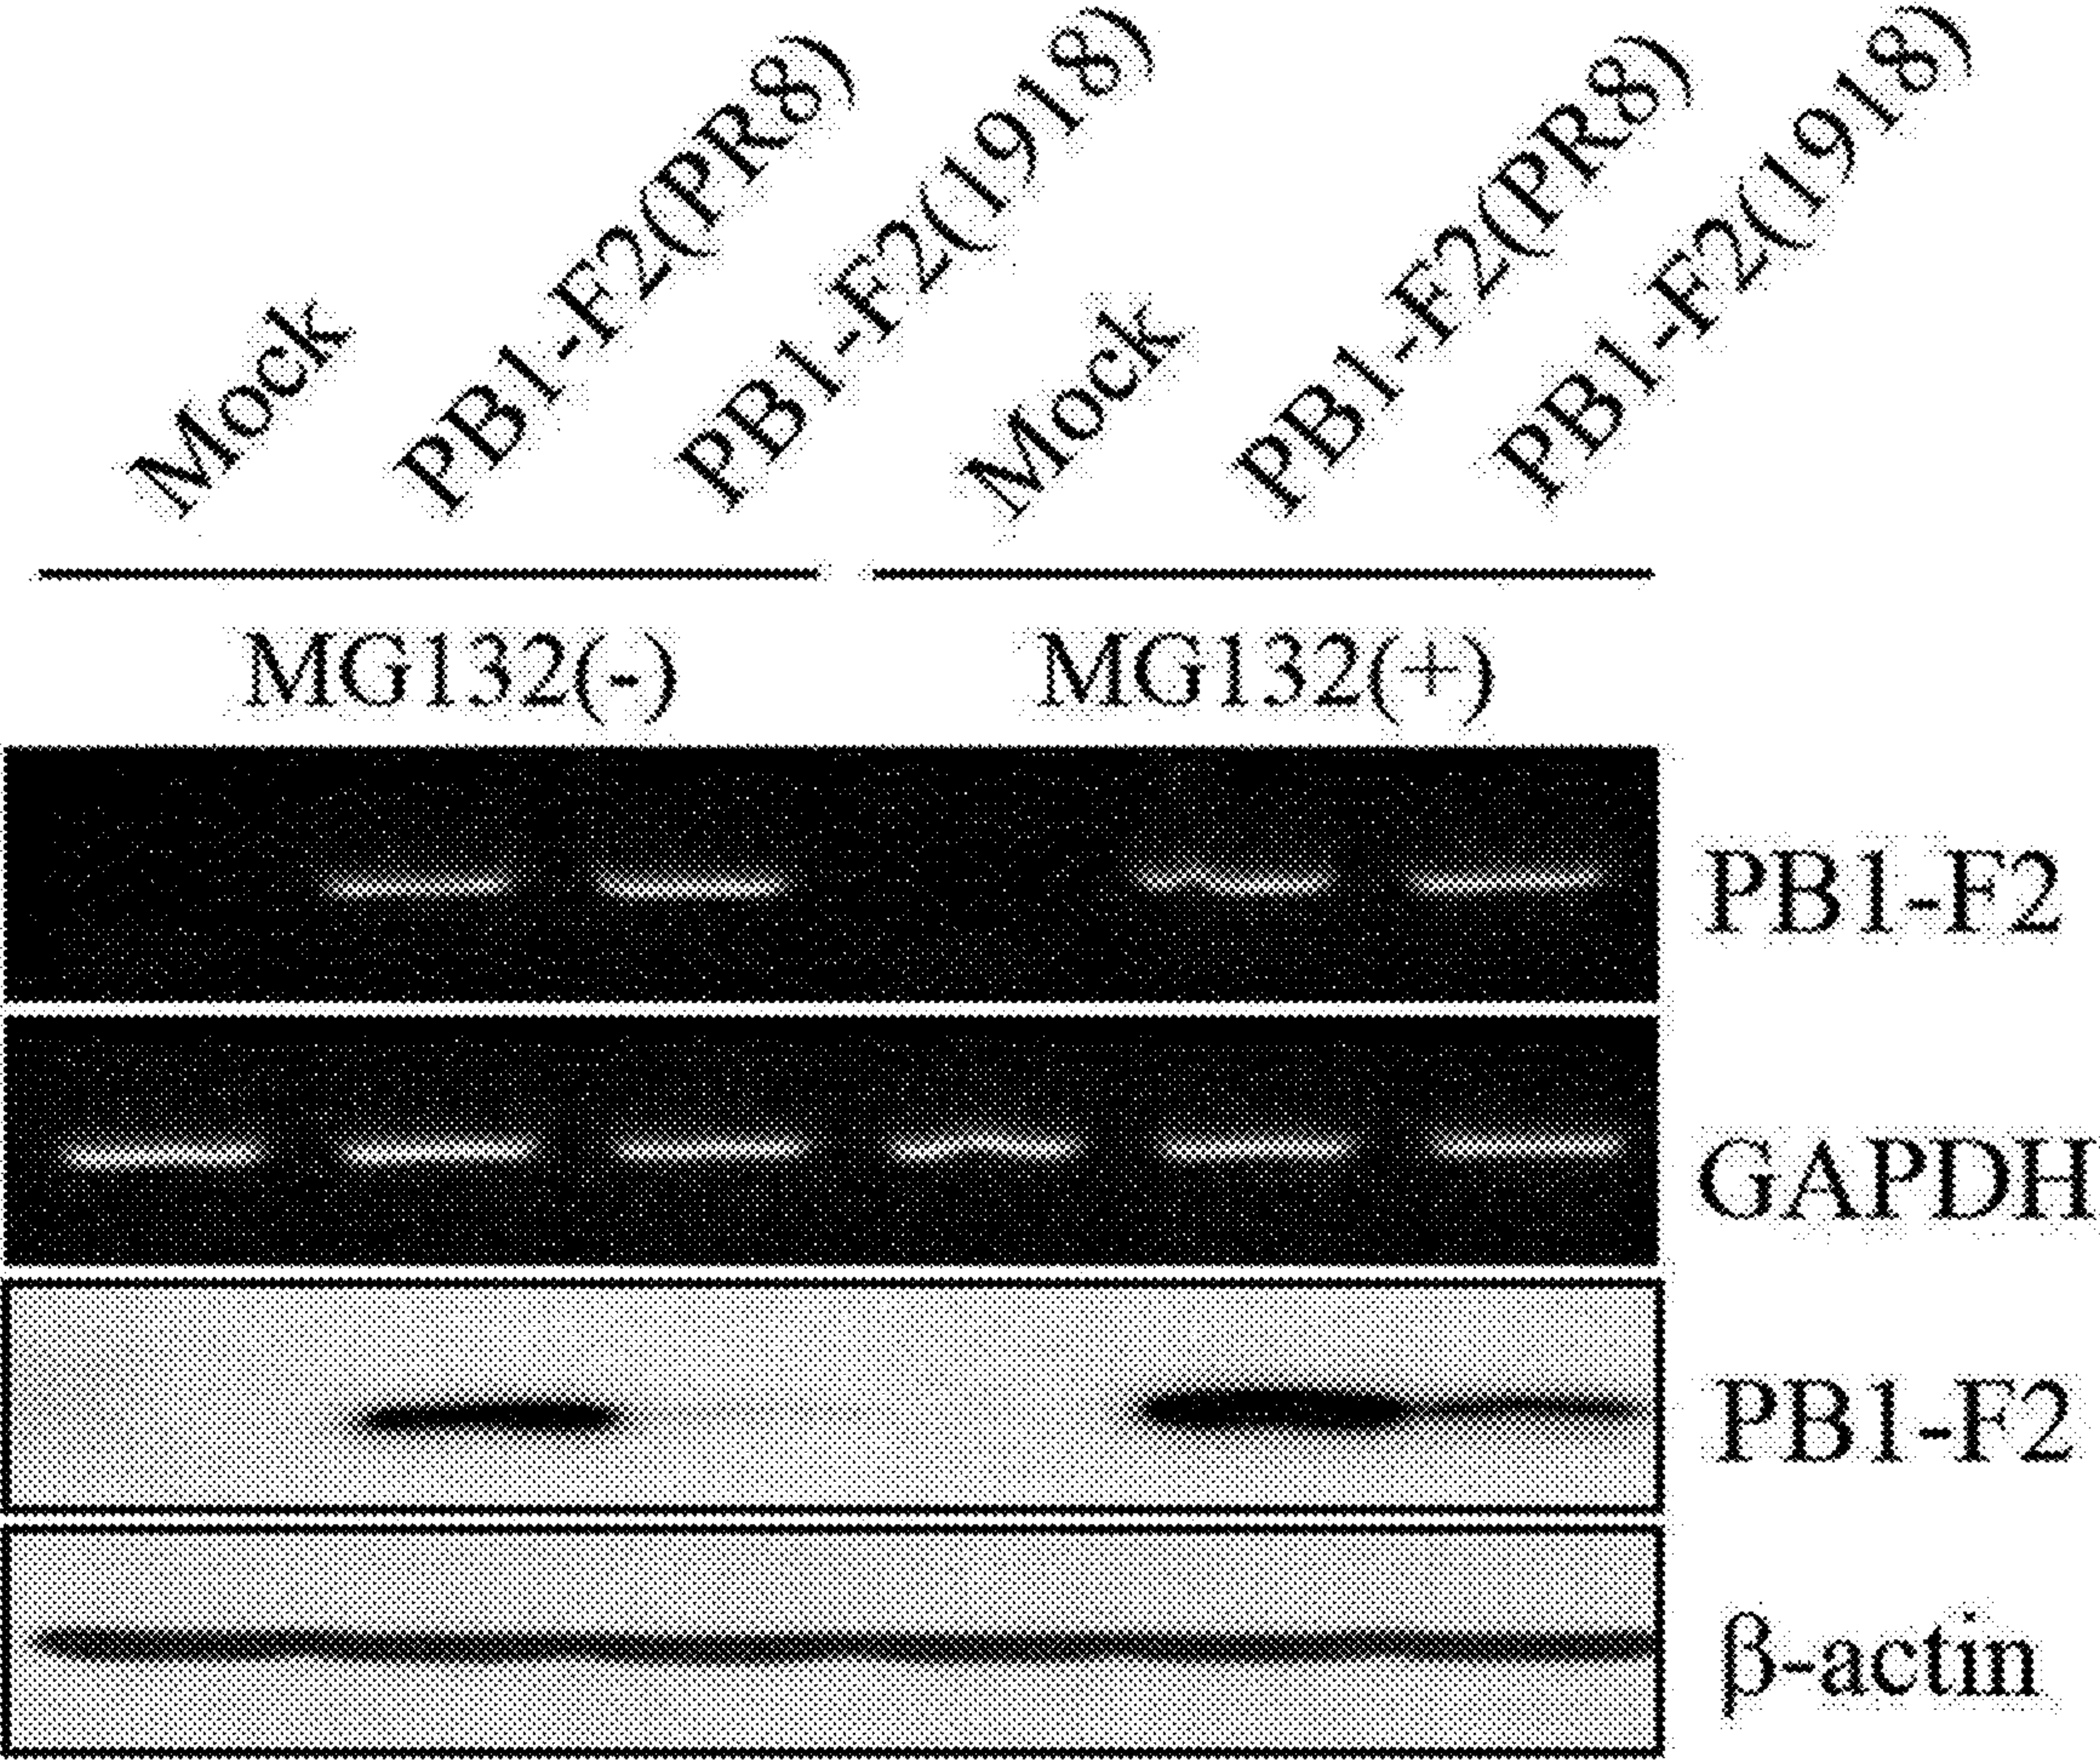 Mock
PB1-F2(PR8)
PB1-F2(1918)
Mock
PB1-F2(PR8)
PB1-F2(1918)
MG132(-)
MG132(+)
PB1-F2
GAPDH
PB1-F2
β-actin